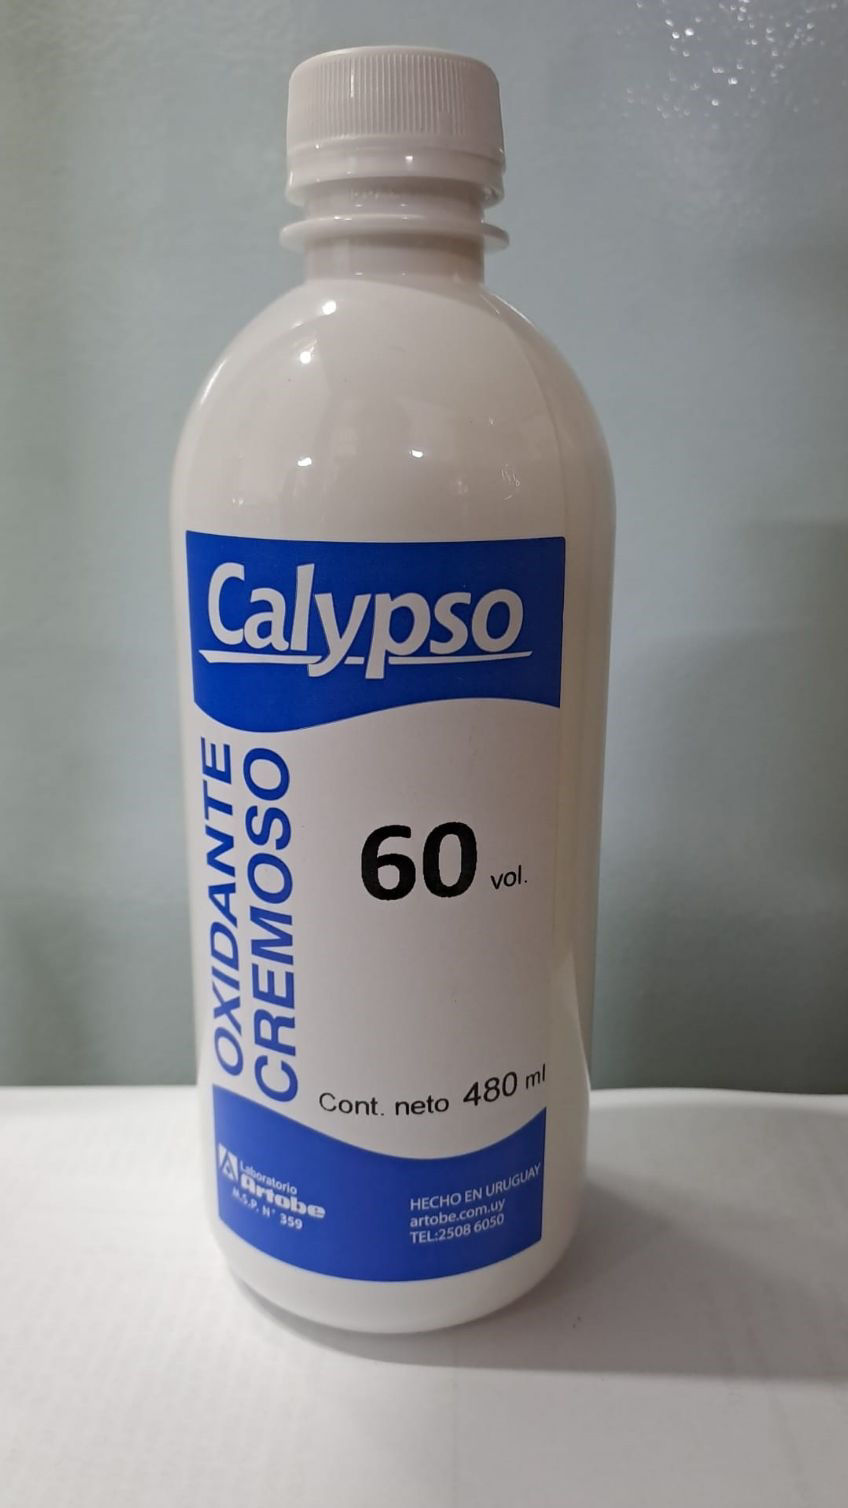 Calypso
OXIDANTE
CREMOSO
60 vol.
Cont. neto 480 ml
Laboratorio
Artobe
M.S.P. N° 359
HECHO EN URUGUAY
artobe.com.uy
TEL:2508 6050